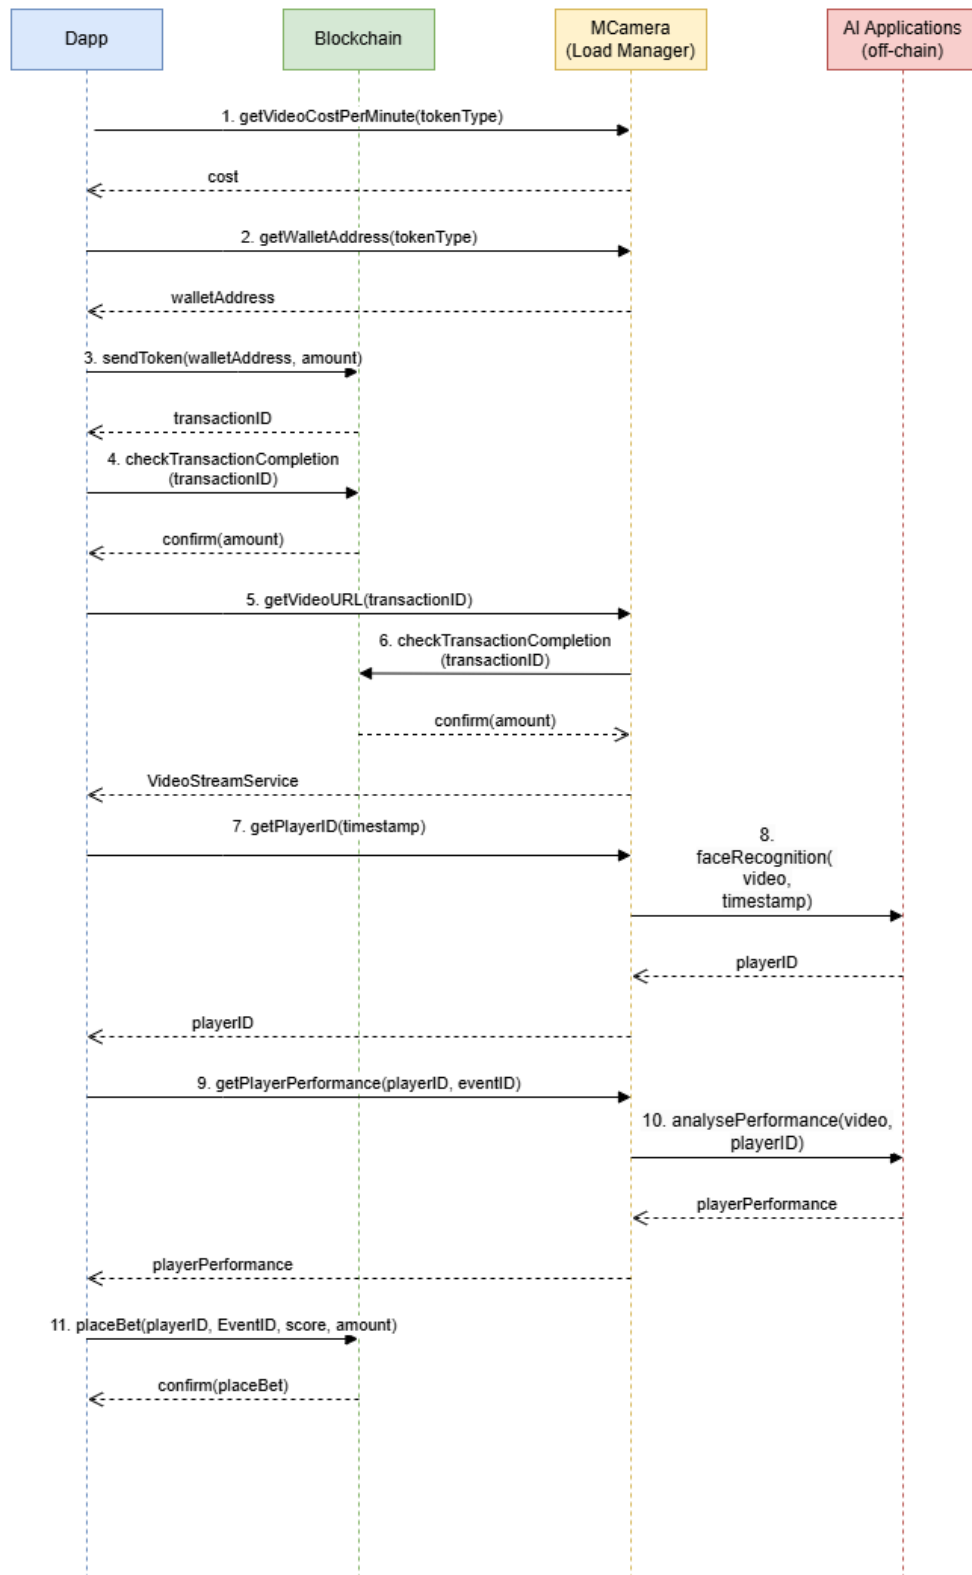 Dapp
Blockchain
MCamera
(Load Manager)
AI Applications
(off-chain)
1. getVideoCostPerMinute(tokenType)
cost
2. getWalletAddress(tokenType)
walletAddress
3. sendToken(walletAddress, amount)
transactionID
4. checkTransactionCompletion
(transactionID)
confirm(amount)
5. getVideoURL(transactionID)
6. checkTransactionCompletion
(transactionID)
confirm(amount)
VideoStreamService
7. getPlayerID(timestamp)
8.
faceRecognition(
video,
timestamp)
playerID
playerID
9. getPlayerPerformance(playerID, eventID)
10. analysePerformance(video,
playerID)
playerPerformance
playerPerformance
11. placeBet(playerID, EventID, score, amount)
confirm(placeBet)